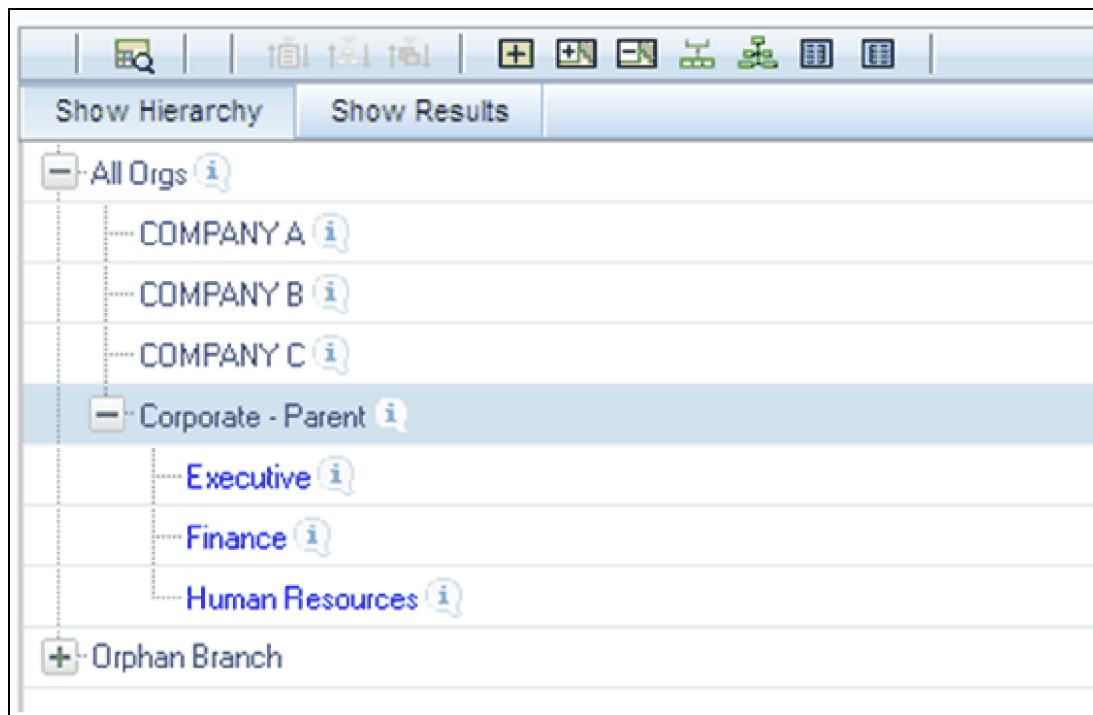 Show Hierarchy Show Results
All Orgs
COMPANY A
COMPANY B
COMPANY C
Corporate - Parent
Executive
Finance
Human Resources
Orphan Branch